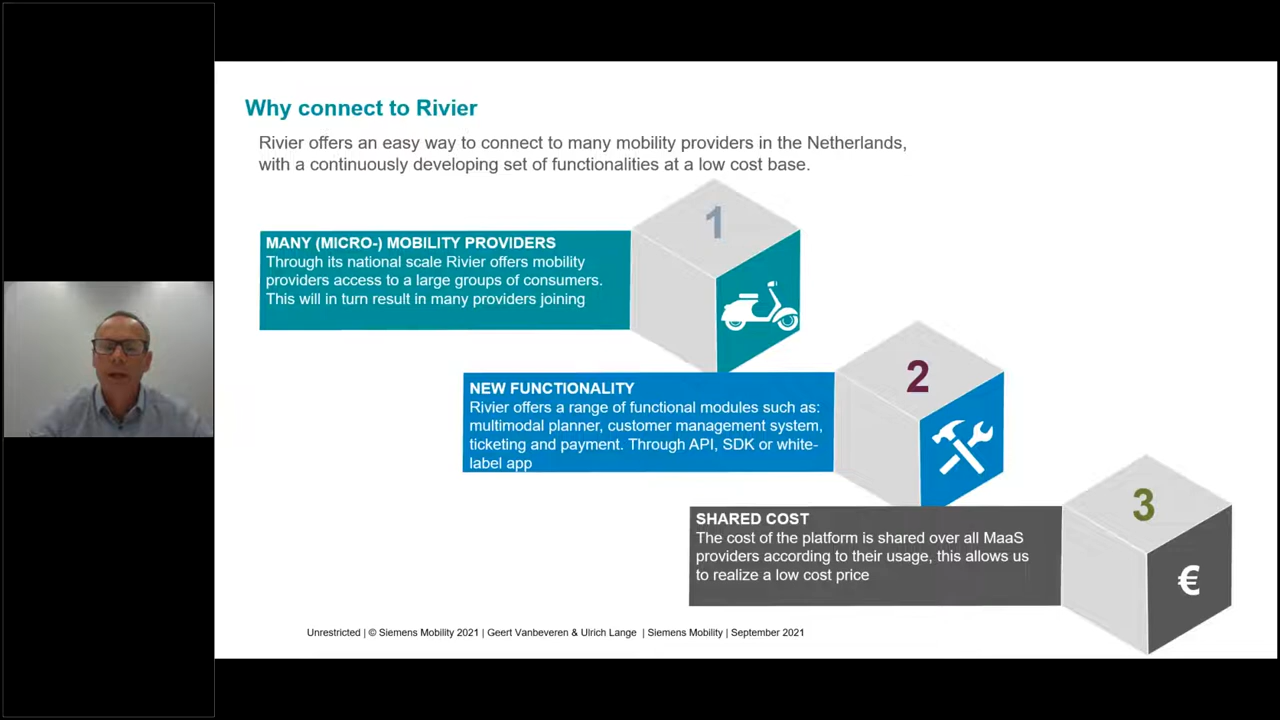 Why connect to Rivier
Rivier offers an easy way to connect to many mobility providers in the Netherlands,
with a continuously developing set of functionalities at a low cost base.
1
MANY (MICRO-) MOBILITY PROVIDERS
Through its national scale Rivier offers mobility
providers access to a large groups of consumers.
This will in turn result in many providers joining
2
NEW FUNCTIONALITY
Rivier offers a range of functional modules such as:
multimodal planner, customer management system,
ticketing and payment. Through API, SDK or white-
label app
3
SHARED COST
The cost of the platform is shared over all MaaS
providers according to their usage, this allows us
to realize a low cost price
€
Unrestricted | © Siemens Mobility 2021 | Geert Vanbeveren & Ulrich Lange | Siemens Mobility | September 2021